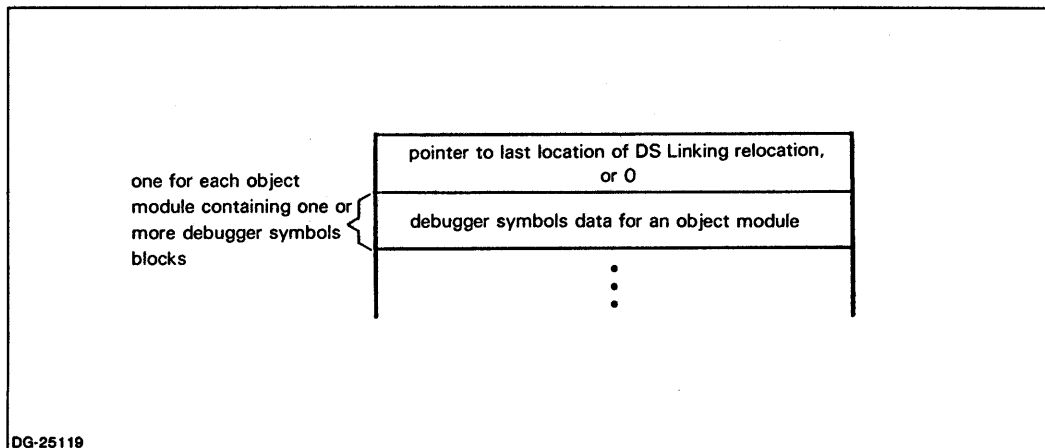 pointer to last location of DS Linking relocation,
or 0
one for each object
module containing one or
more debugger symbols
blocks
debugger symbols data for an object module
DG-25119